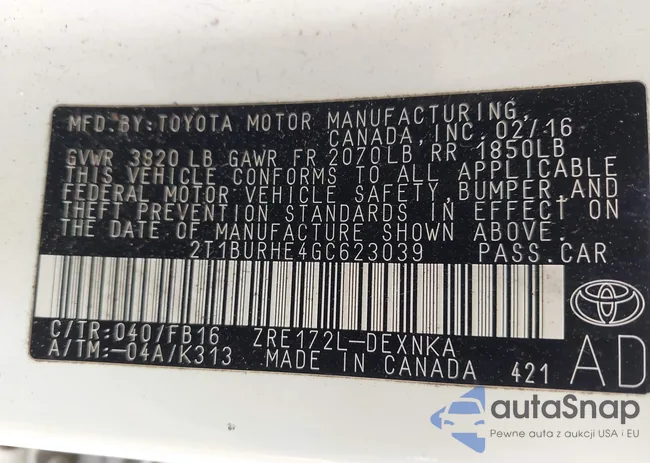 MFD.BY:TOYOTA MOTOR MANUFACTURING,
CANADA, INC. 02/16
GVWR 3820 LB GAWR FR 2070LB RR 1850LB
THIS VEHICLE CONFORMS TO ALL APPLICABLE
FEDERAL MOTOR VEHICLE SAFETY, BUMPER, AND
THEFT PREVENTION STANDARDS IN EFFECT ON
THE DATE OF MANUFACTURE SHOWN ABOVE.
2T1BURHE4GC623039 PASS.CAR
C/TR:040/FB16 ZRE172L-DEXNKA
A/TM:-04A/K313 MADE IN CANADA 421 AD
autaSnap
Pewne auta z aukcji USA i EU